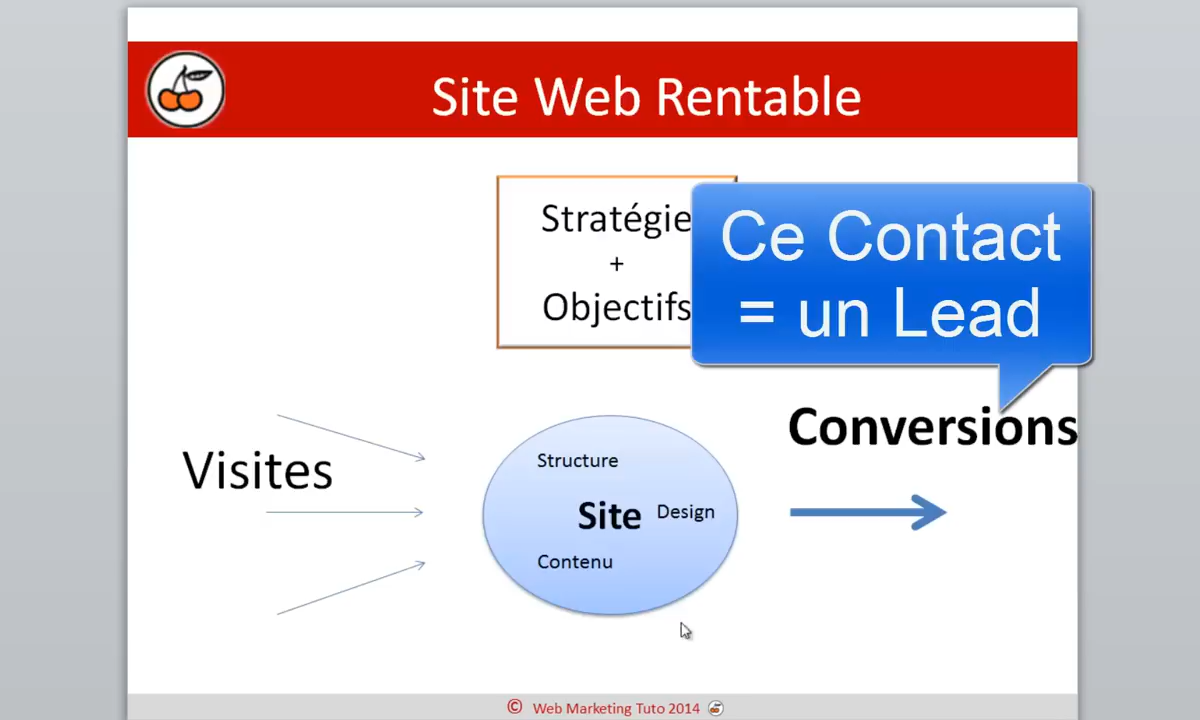 Site Web Rentable
Stratégie
+
Objectifs
Ce Contact
= un Lead
Conversions
Visites
Structure
Site
Design
Contenu
© Web Marketing Tuto 2014